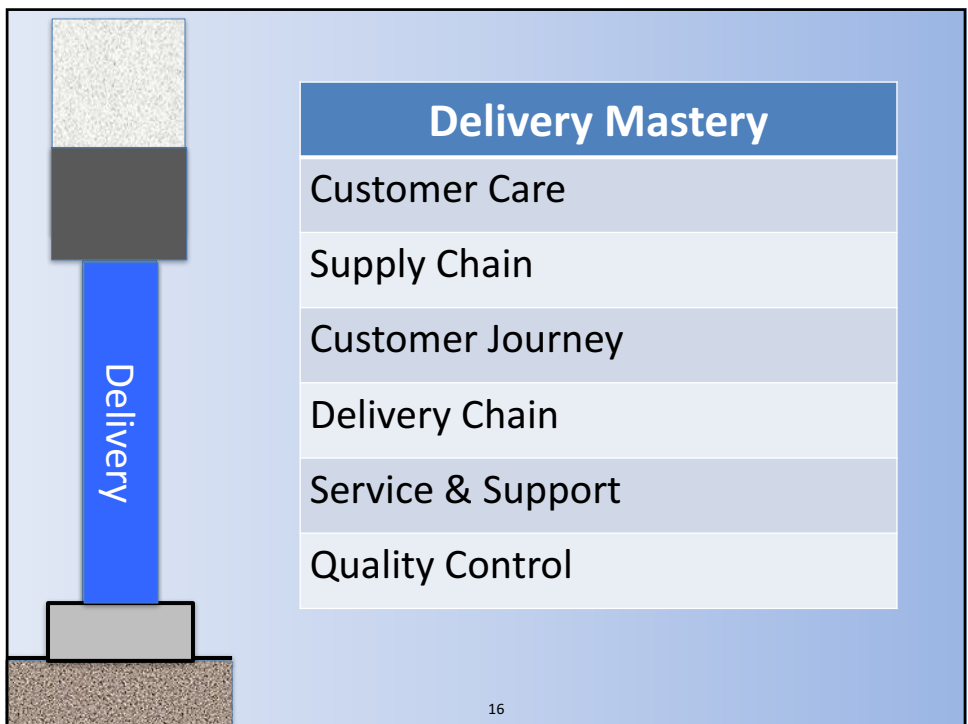 Delivery
Delivery Mastery
Customer Care
Supply Chain
Customer Journey
Delivery Chain
Service & Support
Quality Control
16